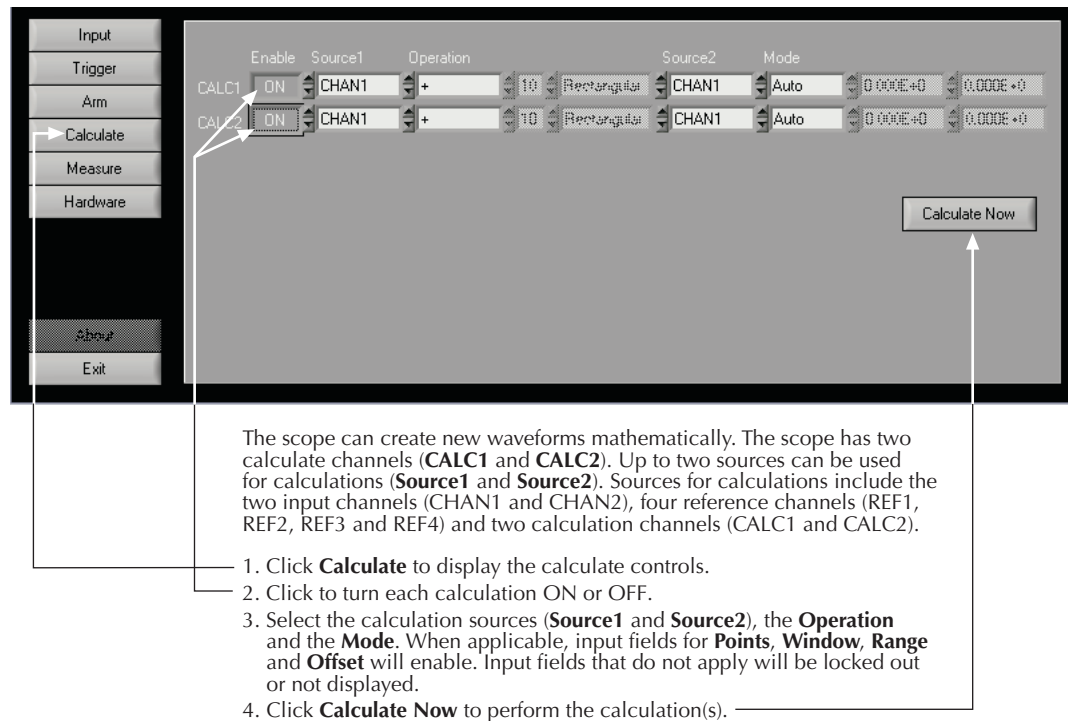 Input
Trigger
Arm
Calculate
Measure
Hardware
About
Exit
Enable Source1 Operation Source2 Mode
CALC1 ON CHAN1 + 10 Rectangular CHAN1 Auto 0.000E+0 0.000E+0
CALC2 ON CHAN1 + 10 Rectangular CHAN1 Auto 0.000E+0 0.000E+0
Calculate Now
The scope can create new waveforms mathematically. The scope has two
calculate channels (CALC1 and CALC2). Up to two sources can be used
for calculations (Source1 and Source2). Sources for calculations include the
two input channels (CHAN1 and CHAN2), four reference channels (REF1,
REF2, REF3 and REF4) and two calculation channels (CALC1 and CALC2).
1. Click Calculate to display the calculate controls.
2. Click to turn each calculation ON or OFF.
3. Select the calculation sources (Source1 and Source2), the Operation
and the Mode. When applicable, input fields for Points, Window, Range
and Offset will enable. Input fields that do not apply will be locked out
or not displayed.
4. Click Calculate Now to perform the calculation(s).